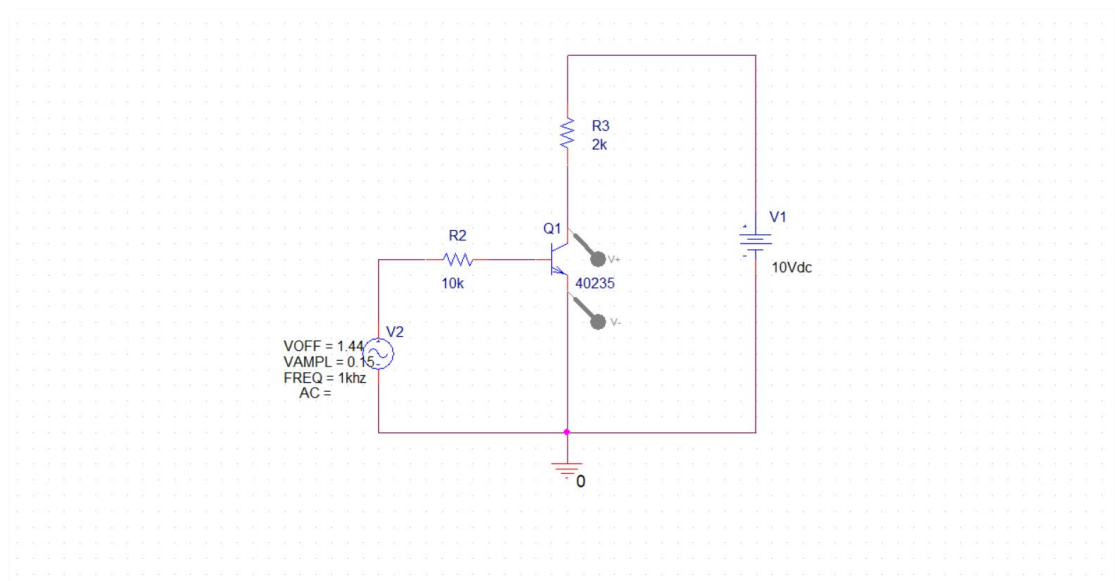 R3
2k
V1
10Vdc
Q1
V+
R2
10k
40235
V-
V2
VOFF = 1.44
VAMPL = 0.15
FREQ = 1khz
AC =
0